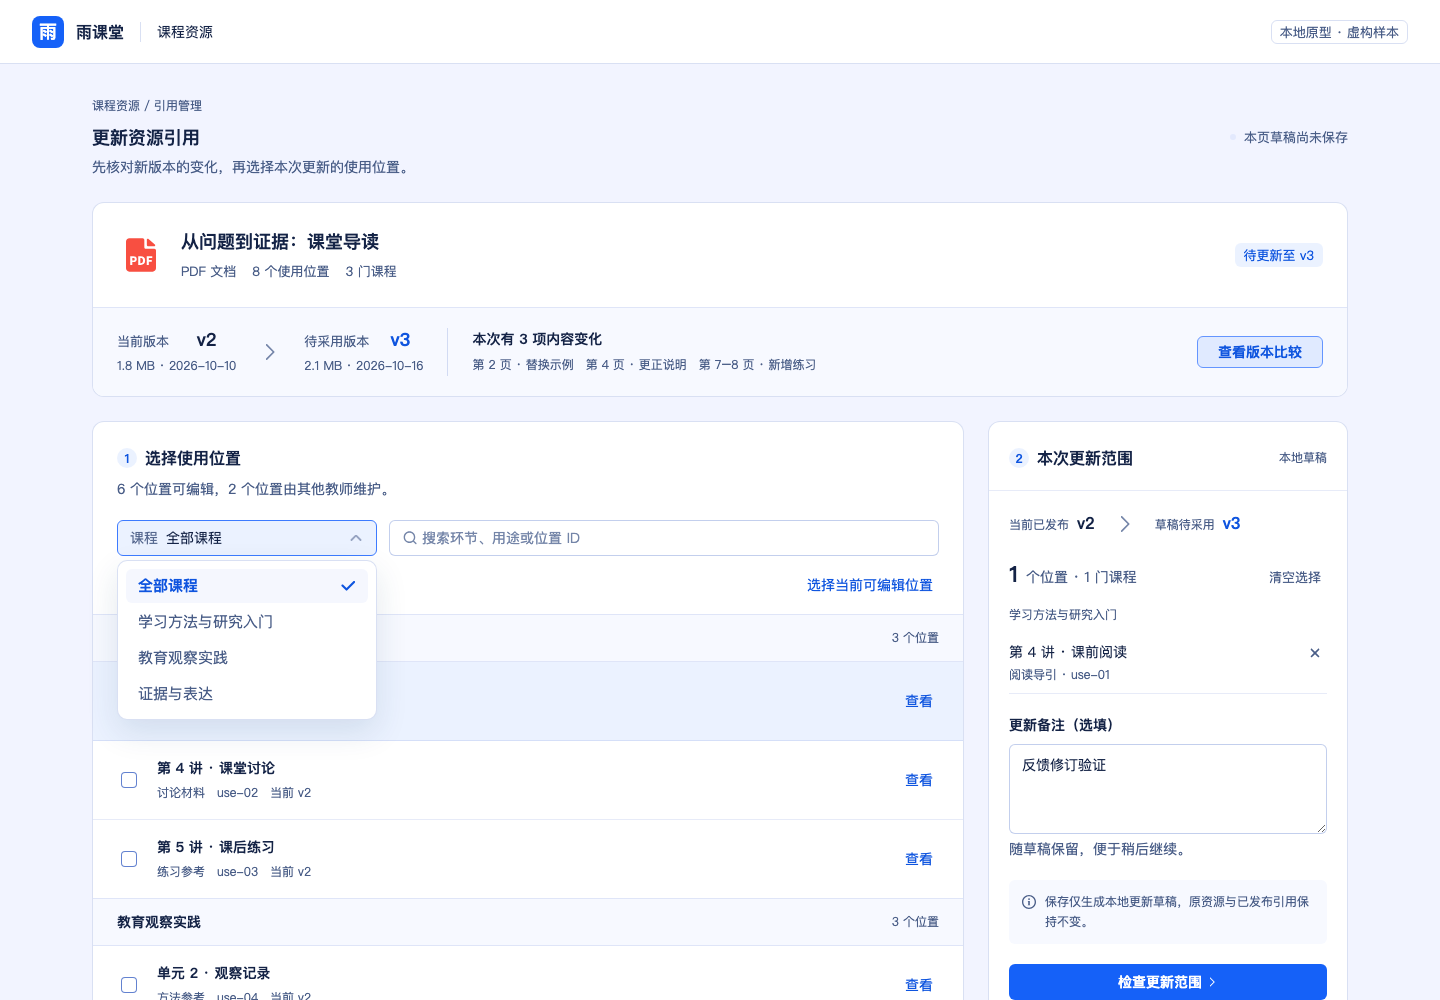 雨 雨课堂 课程资源 本地原型 · 虚构样本
课程资源 / 引用管理
更新资源引用
本页草稿尚未保存
先核对新版本的变化，再选择本次更新的使用位置。
PDF
从问题到证据：课堂导读
PDF 文档 8 个使用位置 3 门课程
待更新至 v3
当前版本 v2
1.8 MB · 2026-10-10
待采用版本 v3
2.1 MB · 2026-10-16
本次有 3 项内容变化
第 2 页 · 替换示例 第 4 页 · 更正说明 第 7—8 页 · 新增练习
查看版本比较
1 选择使用位置
6 个位置可编辑，2 个位置由其他教师维护。
课程 全部课程
搜索环节、用途或位置 ID
全部课程
学习方法与研究入门
教育观察实践
证据与表达
选择当前可编辑位置
3 个位置
查看
第 4 讲 · 课堂讨论
讨论材料 use-02 当前 v2
查看
第 5 讲 · 课后练习
练习参考 use-03 当前 v2
查看
教育观察实践
3 个位置
单元 2 · 观察记录
方法参考 use-04 当前 v2
查看
2 本次更新范围
本地草稿
当前已发布 v2 草稿待采用 v3
1 个位置 · 1 门课程
清空选择
学习方法与研究入门
第 4 讲 · 课前阅读
阅读导引 · use-01
更新备注（选填）
反馈修订验证
随草稿保留，便于稍后继续。
保存仅生成本地更新草稿，原资源与已发布引用保
持不变。
检查更新范围